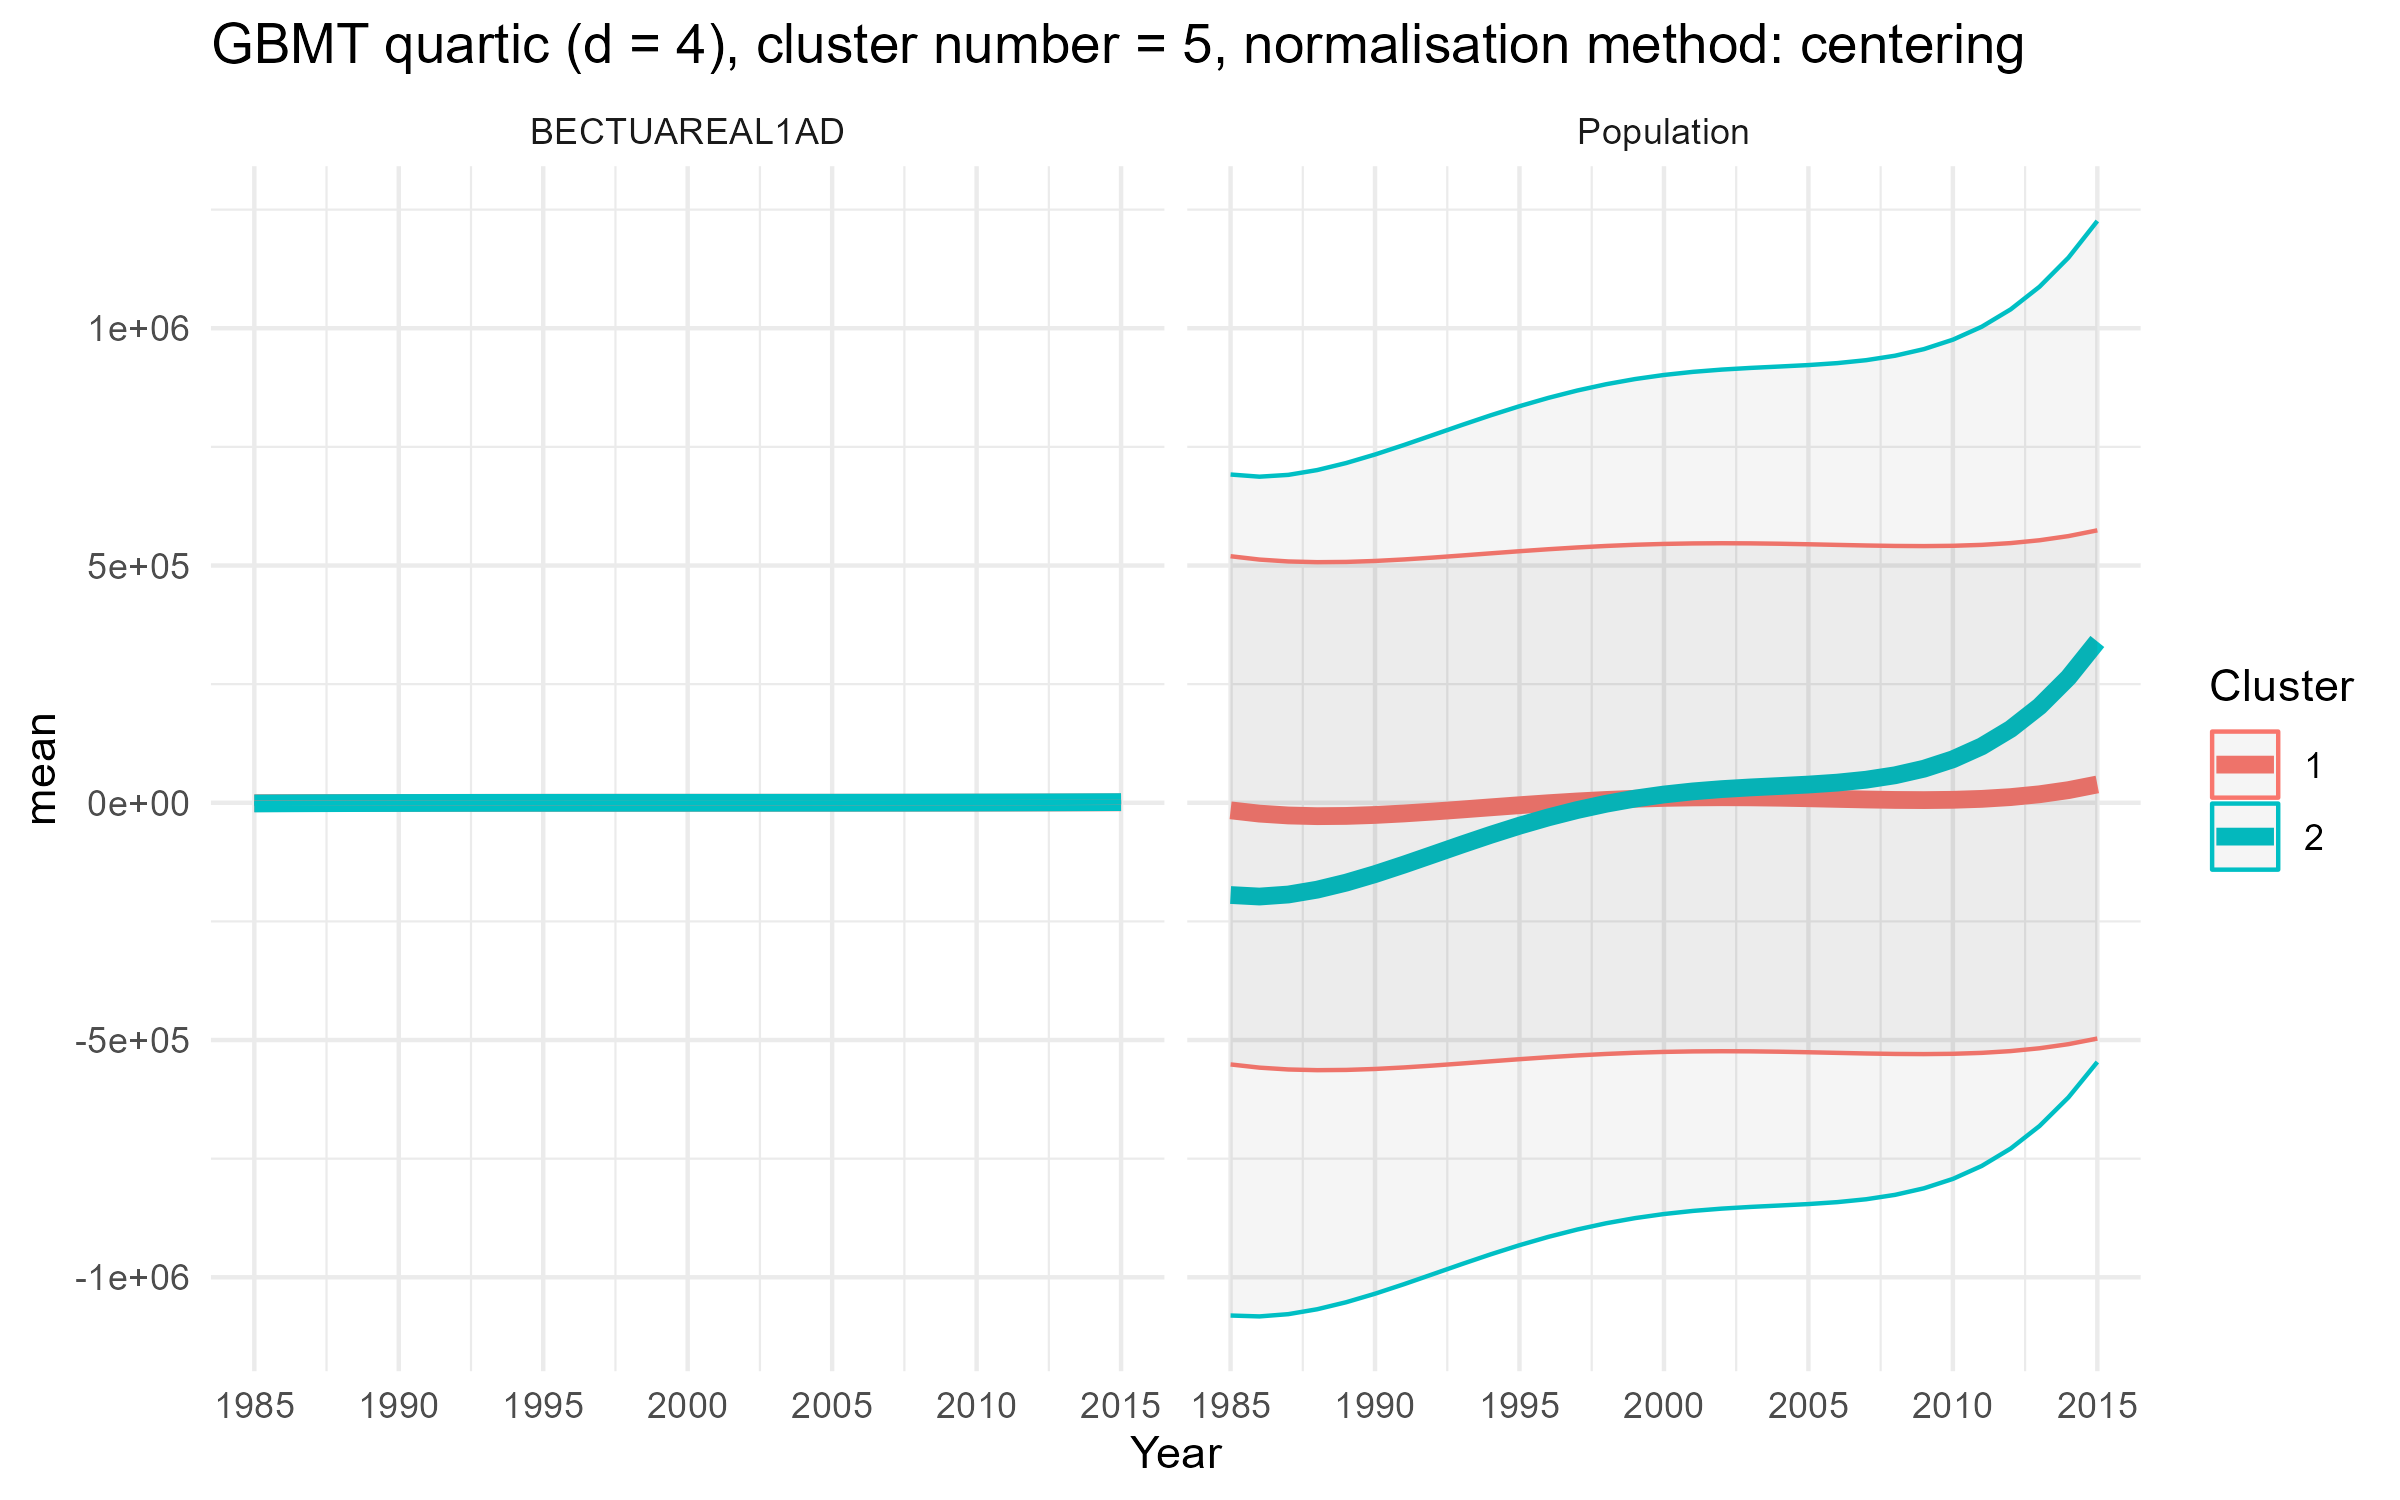 GBMT quartic (d = 4), cluster number = 5, normalisation method: centering
BECTUAREAL1AD
Population
mean
1e+06
5e+05
0e+00
-5e+05
-1e+06
1985 1990 1995 2000 2005 2010 2015
1985 1990 1995 2000 2005 2010 2015
Year
Cluster
1
2